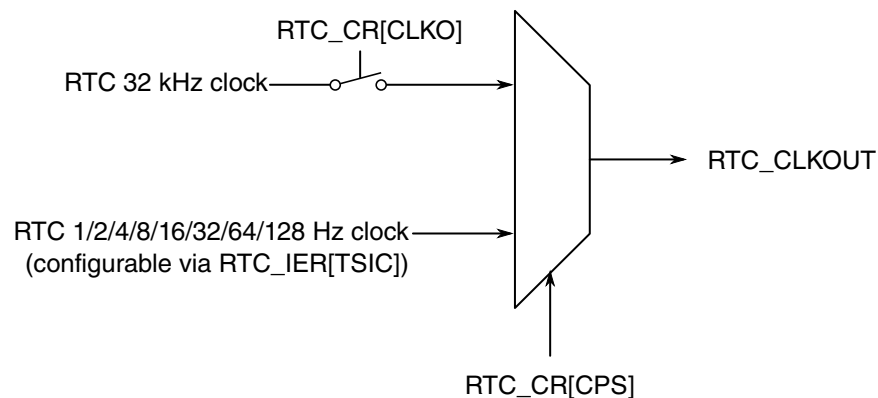 RTC_CR[CLKO]
RTC 32 kHz clock
RTC_CLKOUT
RTC 1/2/4/8/16/32/64/128 Hz clock
(configurable via RTC_IER[TSIC])
RTC_CR[CPS]